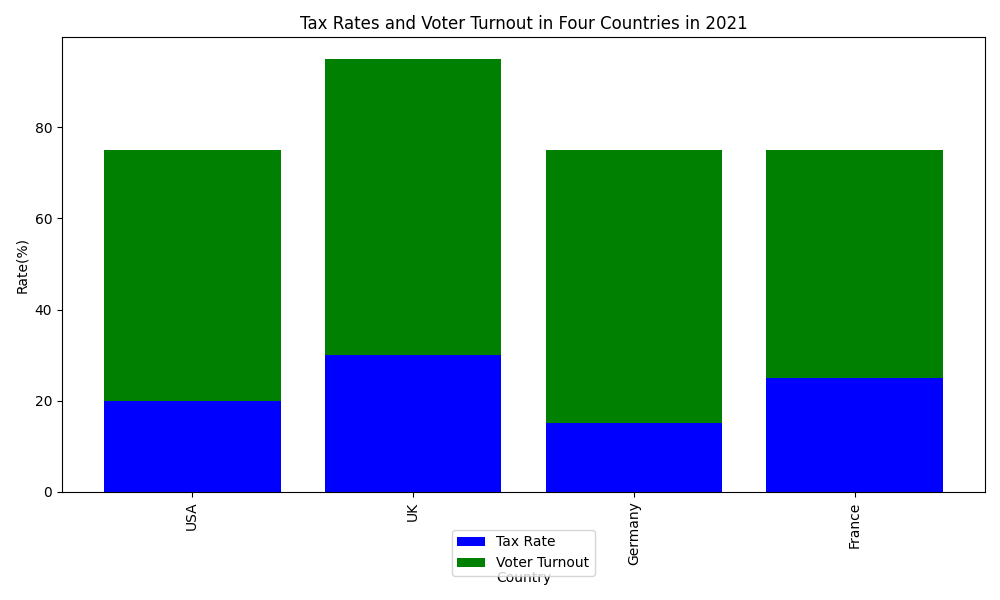 Tax Rates and Voter Turnout in Four Countries in 2021
Rate(%)
80
60
40
20
0
USA
UK
Germany
France
Tax Rate
Voter Turnout
Country